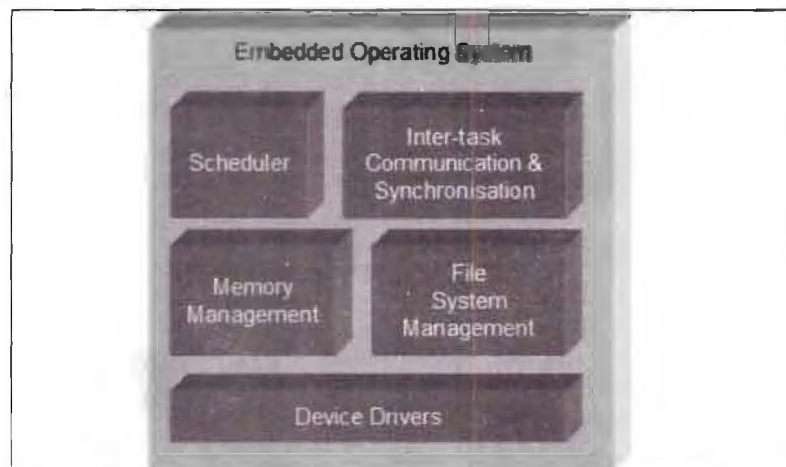 Embedded Operating System
Scheduler
Inter-task
Communication &
Synchronisation
Memory
Management
File
System
Management
Device Drivers